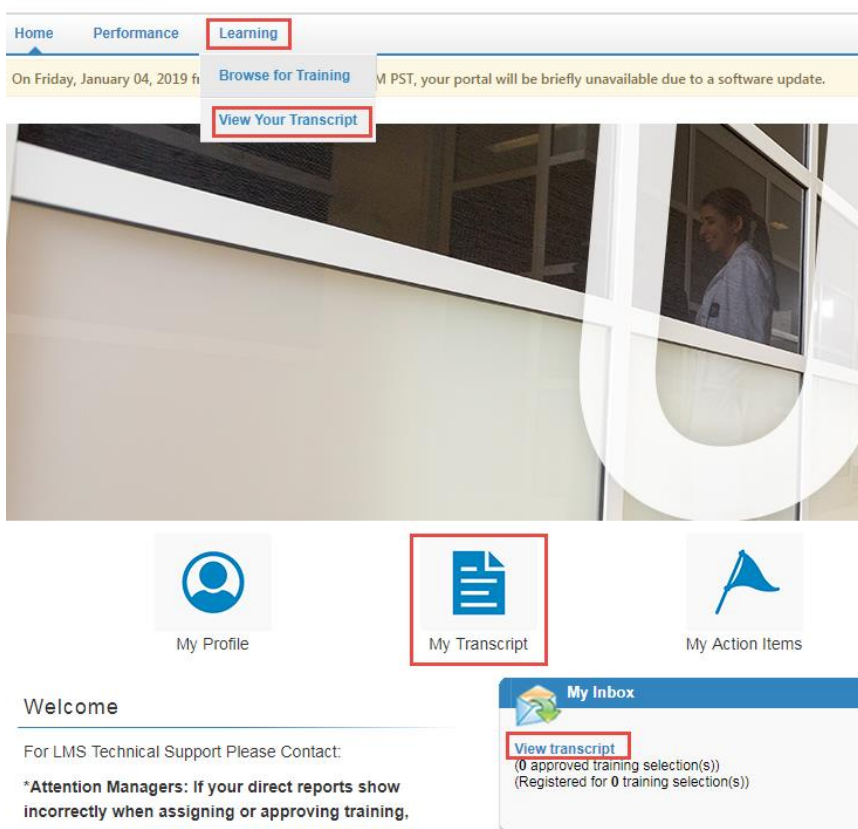 Home Performance Learning
On Friday, January 04, 2019 M PST, your portal will be briefly unavailable due to a software update.
Browse for Training
View Your Transcript
My Profile My Transcript My Action Items
Welcome
For LMS Technical Support Please Contact:
*Attention Managers: If your direct reports show
incorrectly when assigning or approving training,
My Inbox
View transcript
(0 approved training selection(s))
(Registered for 0 training selection(s))